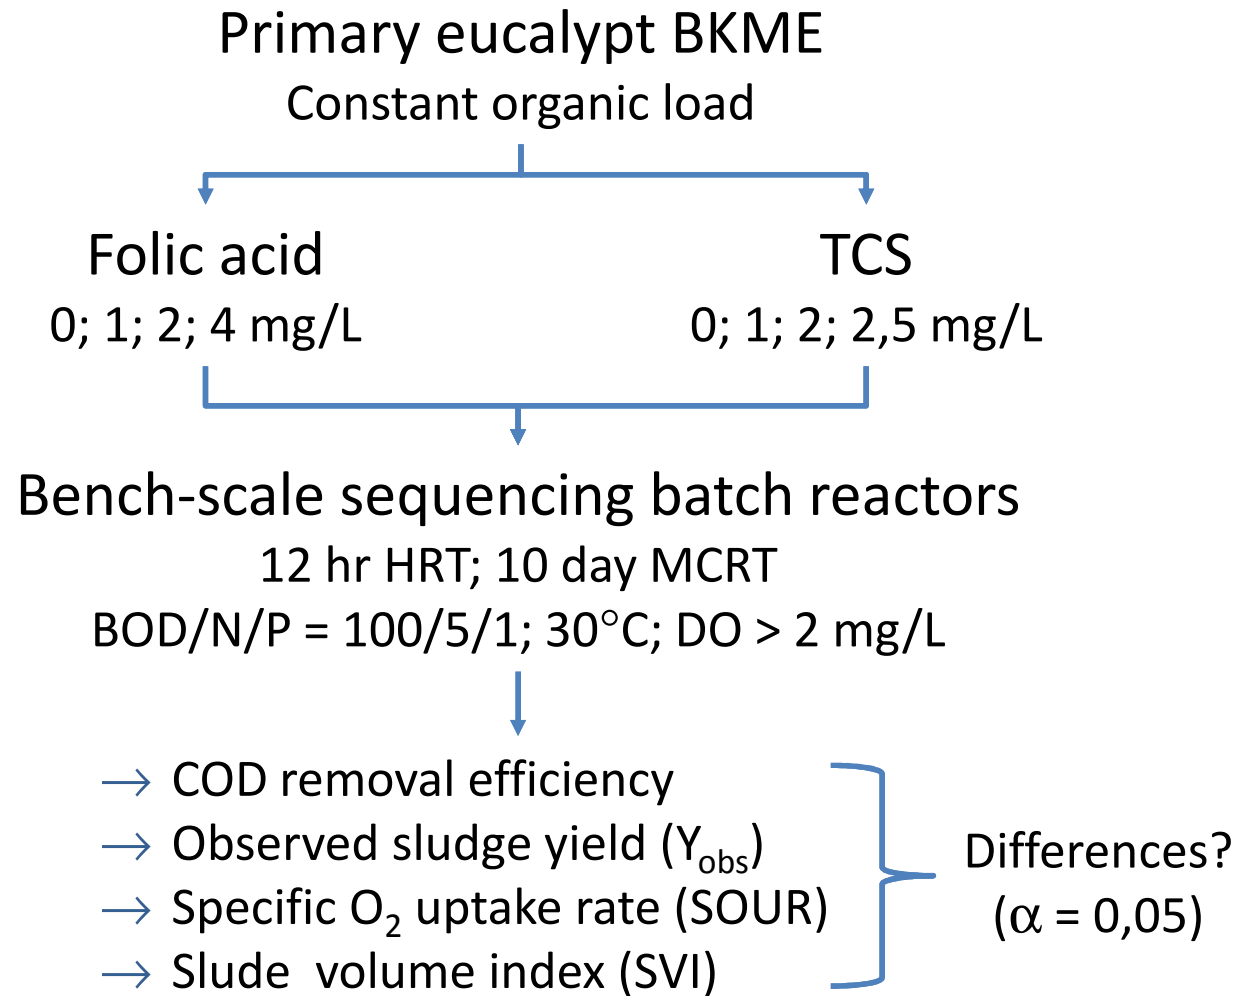 Primary eucalypt BKME
Constant organic load
Folic acid
TCS
0; 1; 2; 4 mg/L
0; 1; 2; 2,5 mg/L
Bench-scale sequencing batch reactors
12 hr HRT; 10 day MCRT
BOD/N/P = 100/5/1; 30°C; DO > 2 mg/L
→ COD removal efficiency
→ Observed sludge yield (Yobs)
→ Specific O2 uptake rate (SOUR)
→ Slude  volume index (SVI)
Differences?
(α = 0,05)